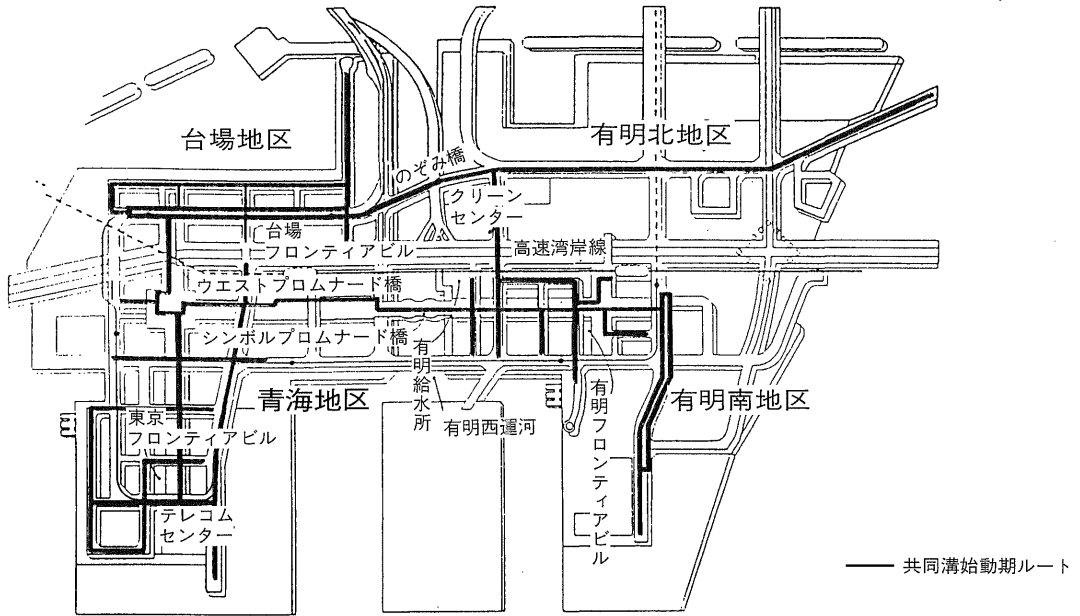 台場地区
有明北地区
のぞみ橋
クリーン
センター
台場
フロンティアビル
高速湾岸線
ウエストプロムナード橋
シンボルプロムナード橋
有明給水所
青海地区
有明西運河
有明フロンティアビル
有明南地区
東京
フロンティアビル
テレコム
センター
共同溝始動期ルート